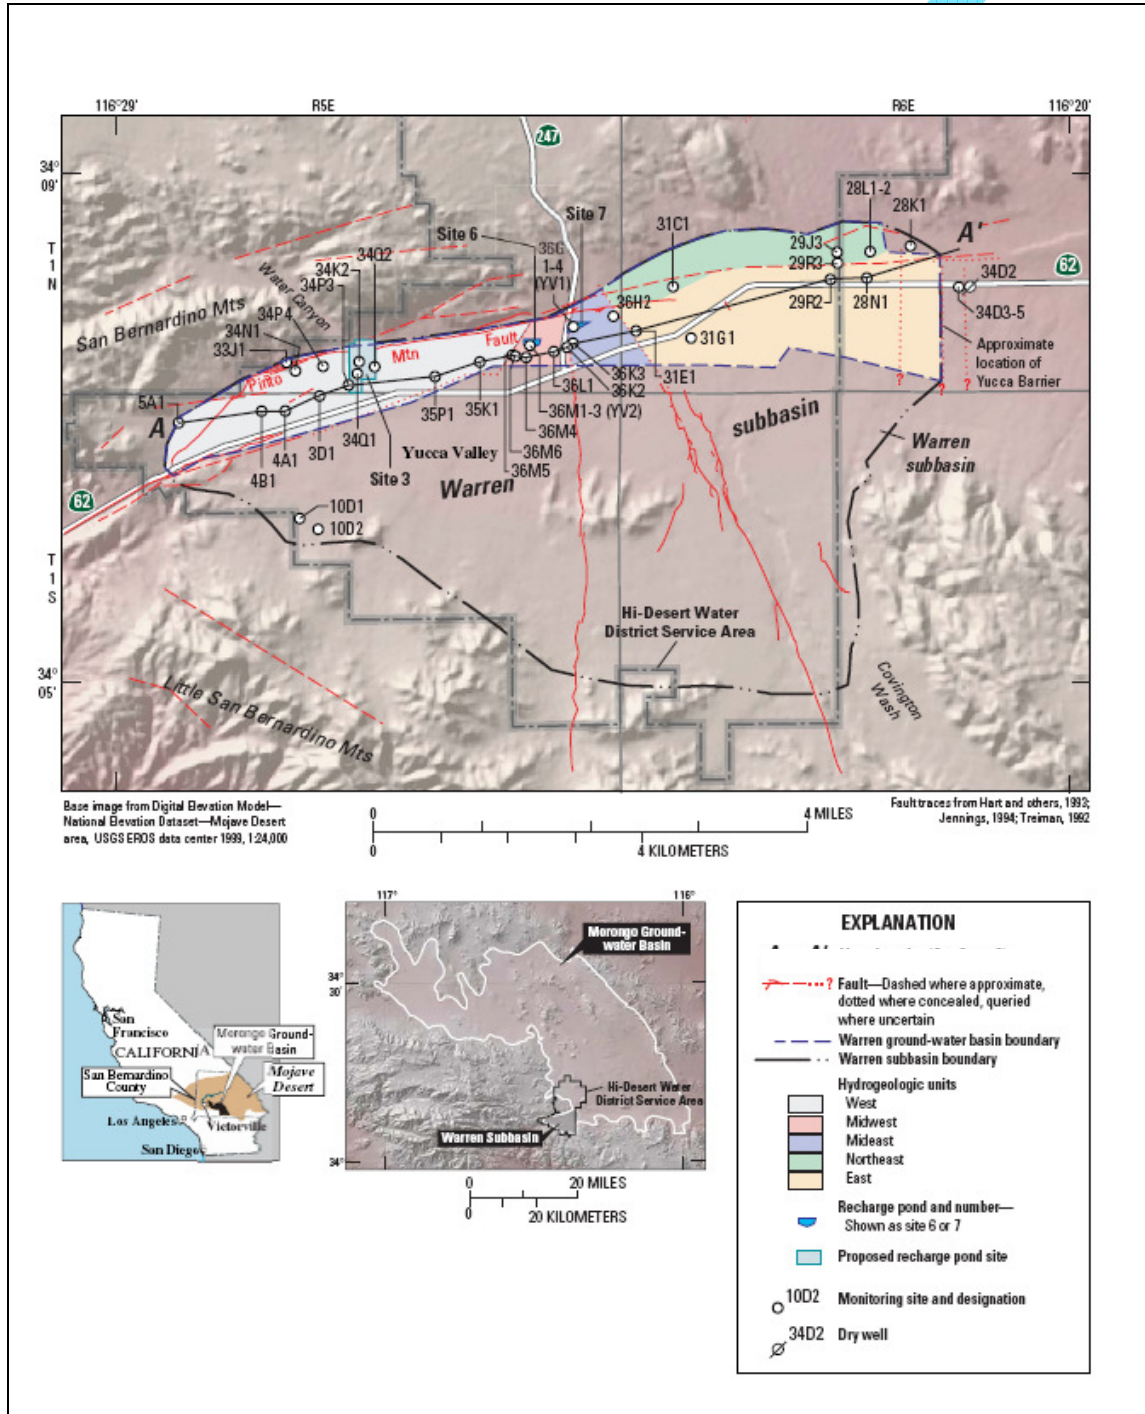 116°29'
R5E
R6E
116°20'
34°
09'
247
T
1
N
28L1-2
28K1
Site 7
31C1
Site 6
36G
1-4
(YV1)
29J3
A'
34Q2
34K2
34P3
29R3
34D2
62
Water Canyon
San Bernardino Mts
34P4
36H2
29R2
28N1
34D3-5
34N1
33J1
Fault
Mtn
Pinto
31G1
Approximate
location of
Yucca Barrier
36K3
36K2
31E1
36L1
5A1
A
35P1
35K1
36M1-3 (YV2)
subbasin
34Q1
3D1
4A1
4B1
36M4
36M6
36M5
Yucca Valley
Site 3
Warren
Warren
subbasin
62
10D1
10D2
?
?
?
T
1
S
Hi-Desert Water
District Service Area
34°
05'
Little San Bernardino Mts
Covington
Wash
Base image from Digital Elevation Model—
National Elevation Dataset—Mojave Desert
area, USGS EROS data center 1999, 1:24,000
0
4 MILES
0
4 KILOMETERS
Fault traces from Hart and others, 1993;
Jennings, 1994; Treiman, 1992
San
Francisco
CALIFORNIA
Morongo Ground-
water Basin
San Bernardino
County
Mojave
Desert
Los Angeles
Victorville
San Diego
117°
116°
Morongo Ground-
water Basin
34°
30'
Hi-Desert Water
District Service Area
Warren Subbasin
34°
0
20 MILES
0
20 KILOMETERS
EXPLANATION
? Fault—Dashed where approximate,
dotted where concealed, queried
where uncertain
Warren ground-water basin boundary
Warren subbasin boundary
Hydrogeologic units
West
Midwest
Mideast
Northeast
East
Recharge pond and number—
Shown as site 6 or 7
Proposed recharge pond site
10D2 Monitoring site and designation
34D2 Dry well